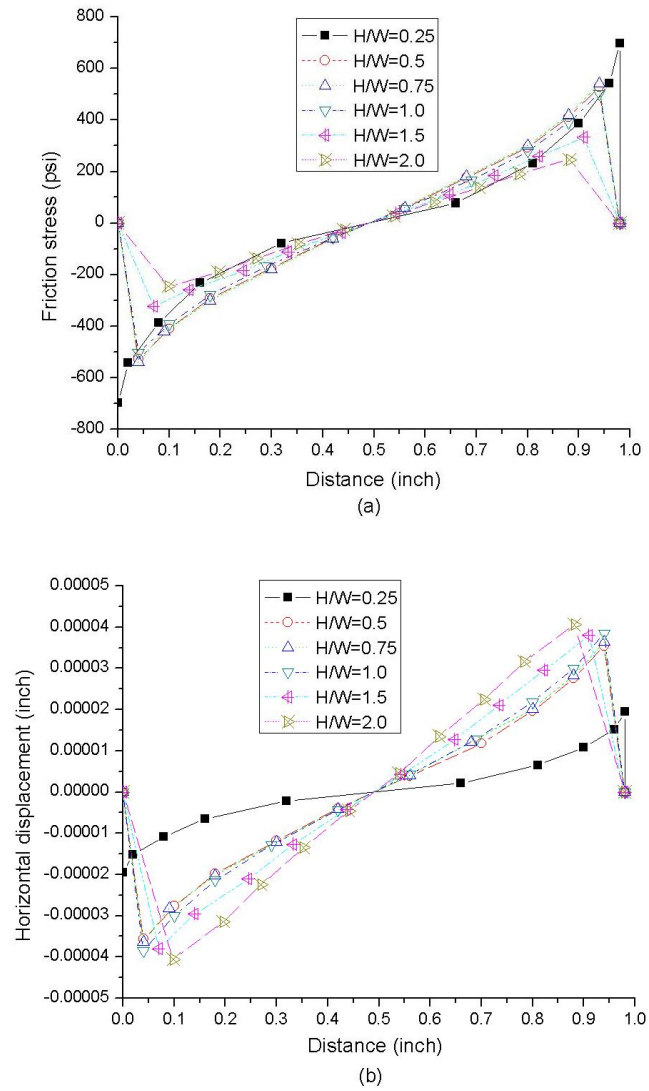 800
600
400
200
0
-200
-400
-600
-800
Friction stress (psi)
H/W=0.25
H/W=0.5
H/W=0.75
H/W=1.0
H/W=1.5
H/W=2.0
0.0 0.1 0.2 0.3 0.4 0.5 0.6 0.7 0.8 0.9 1.0
Distance (inch)
(a)
0.00005
0.00004
0.00003
0.00002
0.00001
0.00000
-0.00001
-0.00002
-0.00003
-0.00004
-0.00005
Horizontal displacement (inch)
H/W=0.25
H/W=0.5
H/W=0.75
H/W=1.0
H/W=1.5
H/W=2.0
0.0 0.1 0.2 0.3 0.4 0.5 0.6 0.7 0.8 0.9 1.0
Distance (inch)
(b)